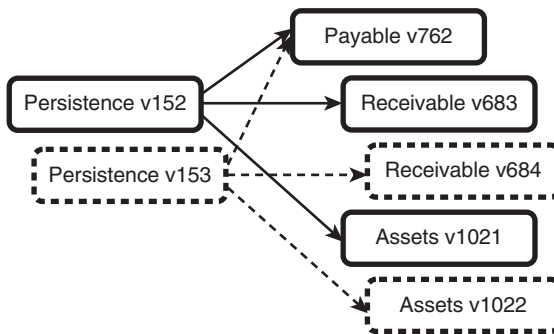 Payable v762
Persistence v152
Receivable v683
Persistence v153
Receivable v684
Assets v1021
Assets v1022